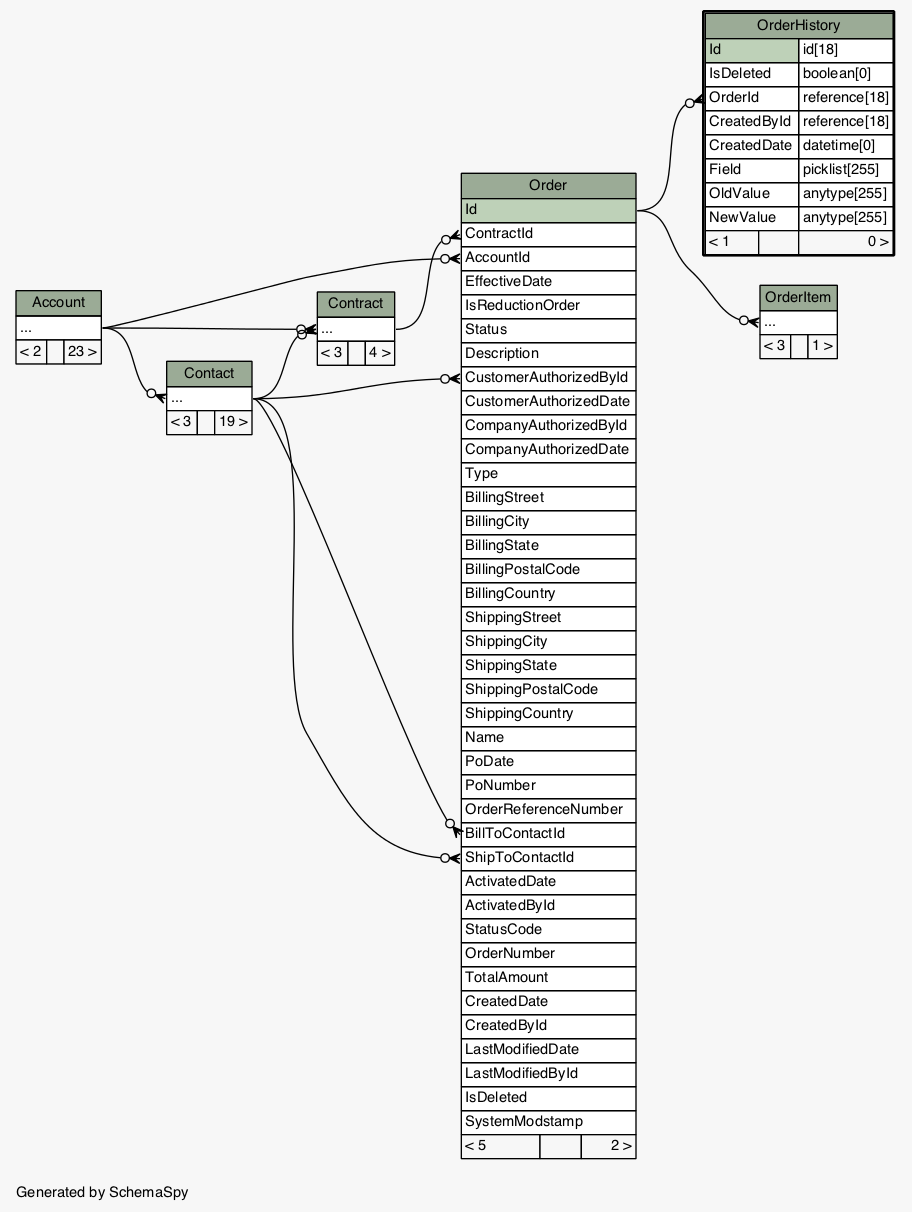 OrderHistory
Id id[18]
IsDeleted boolean[0]
OrderId reference[18]
CreatedById reference[18]
CreatedDate datetime[0]
Field picklist[255]
OldValue anytype[255]
NewValue anytype[255]
< 1 0 >
Order
Id
ContractId
AccountId
EffectiveDate
IsReductionOrder
Status
Description
CustomerAuthorizedById
CustomerAuthorizedDate
CompanyAuthorizedById
CompanyAuthorizedDate
Type
BillingStreet
BillingCity
BillingState
BillingPostalCode
BillingCountry
ShippingStreet
ShippingCity
ShippingState
ShippingPostalCode
ShippingCountry
Name
PoDate
PoNumber
OrderReferenceNumber
BillToContactId
ShipToContactId
ActivatedDate
ActivatedById
StatusCode
OrderNumber
TotalAmount
CreatedDate
CreatedById
LastModifiedDate
LastModifiedById
IsDeleted
SystemModstamp
< 5 2 >
OrderItem
...
< 3 1 >
Account
...
< 2 23 >
Contract
...
< 3 4 >
Contact
...
< 3 19 >
Generated by SchemaSpy